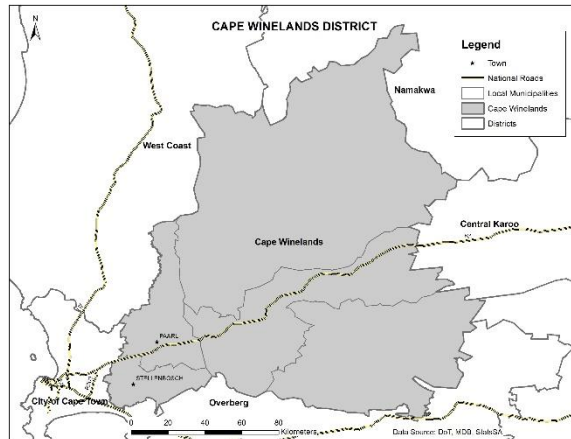 CAPE WINELANDS DISTRICT
N
Legend
Town
National Roads
Local Municipalities
Cape Winelands
Districts
Namakwa
West Coast
Central Karoo
Cape Winelands
PAARL
STELLENBOSCH
City of Cape Town
Overberg
0 20 40 60 80
Kilometers
Data Source: DoT, MDB, StatsSA